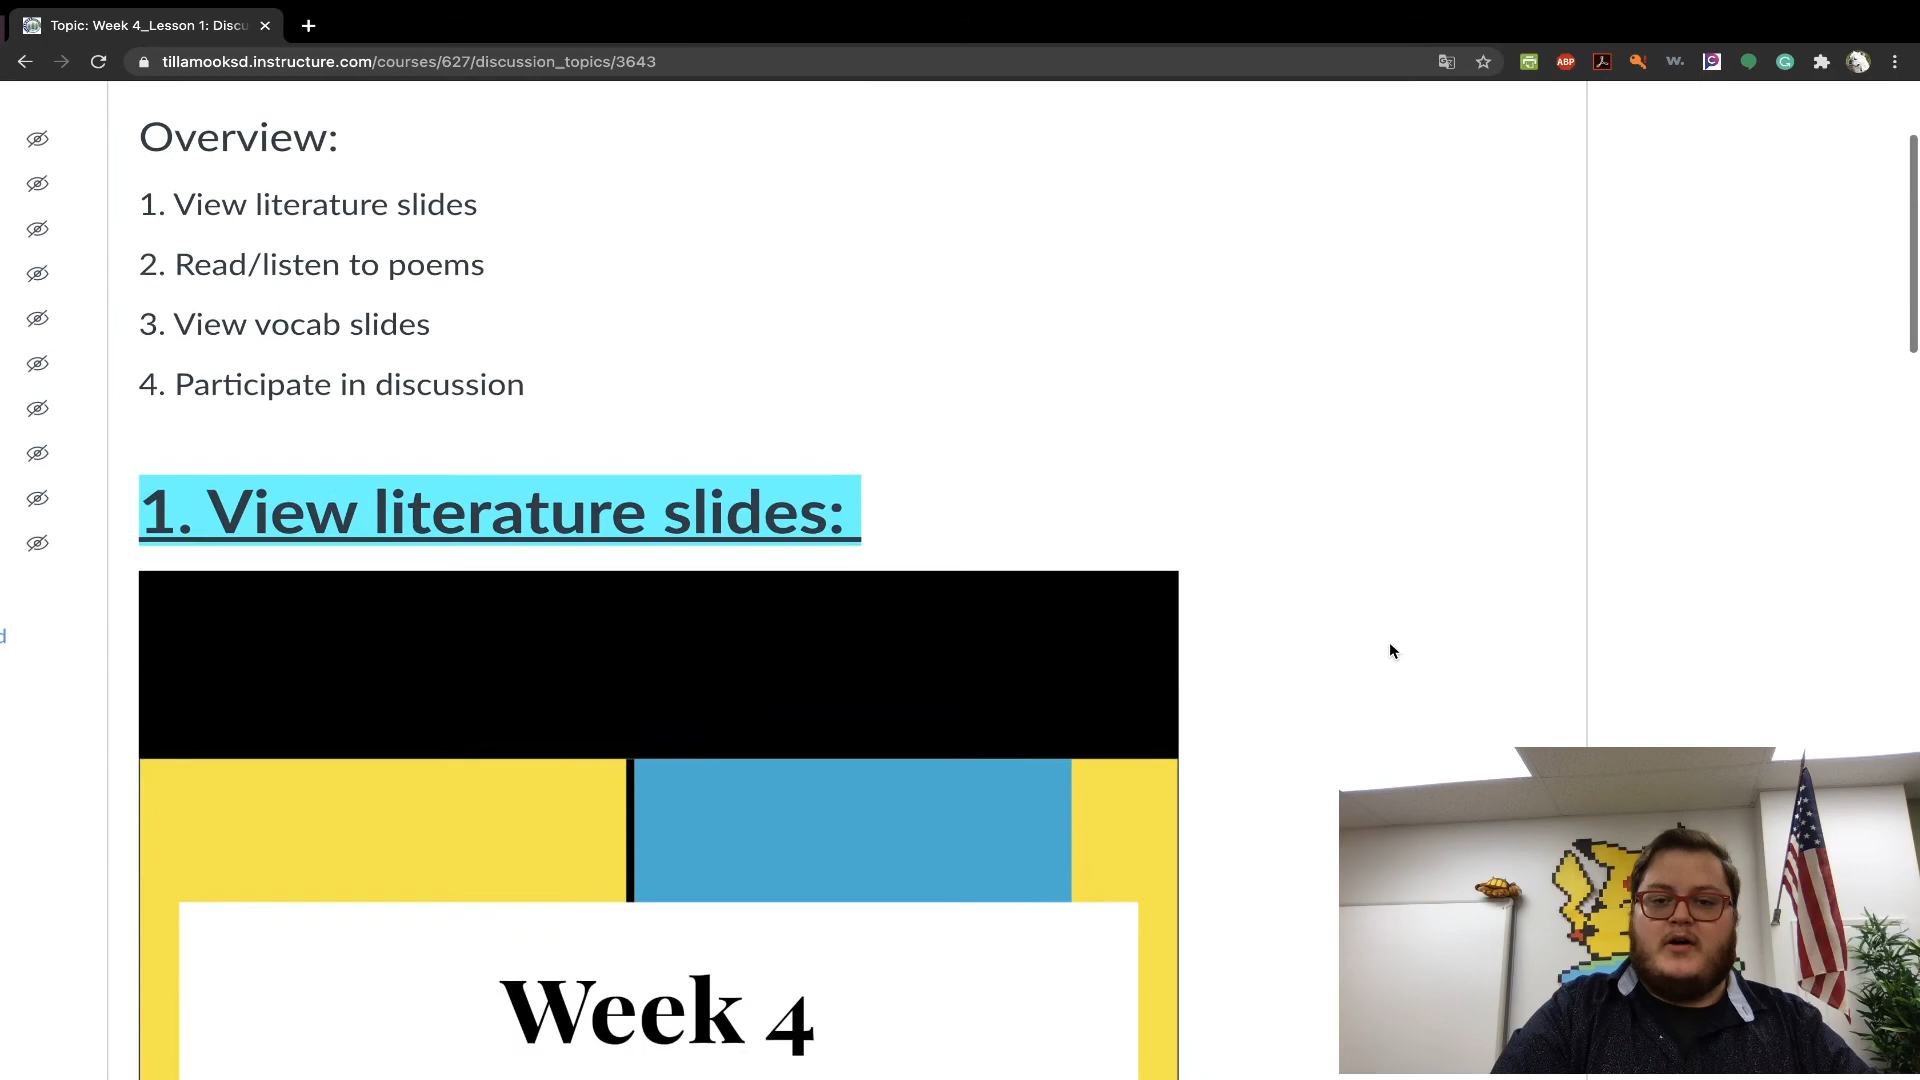 Topic: Week 4_Lesson 1: Discu
tillamooksd.instructure.com/courses/627/discussion_topics/3643
ABP
w.
Overview:
1. View literature slides
2. Read/listen to poems
3. View vocab slides
4. Participate in discussion
1. View literature slides:
d
Week 4